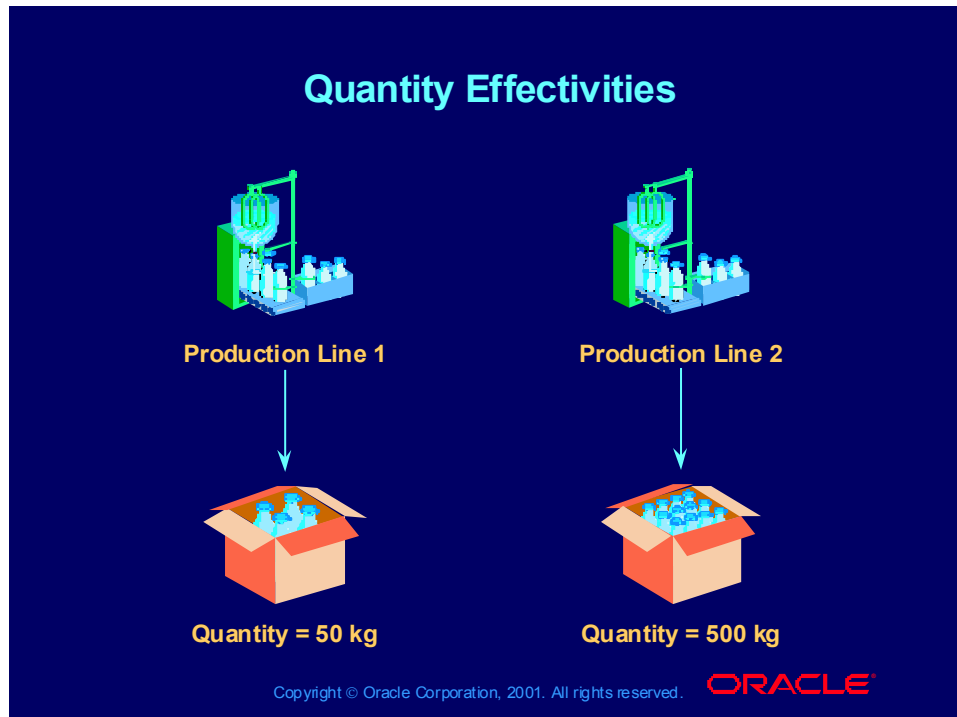 Quantity Effectivities
Production Line 1
Production Line 2
Quantity = 50 kg
Quantity = 500 kg
Copyright © Oracle Corporation, 2001. All rights reserved.
ORACLE®